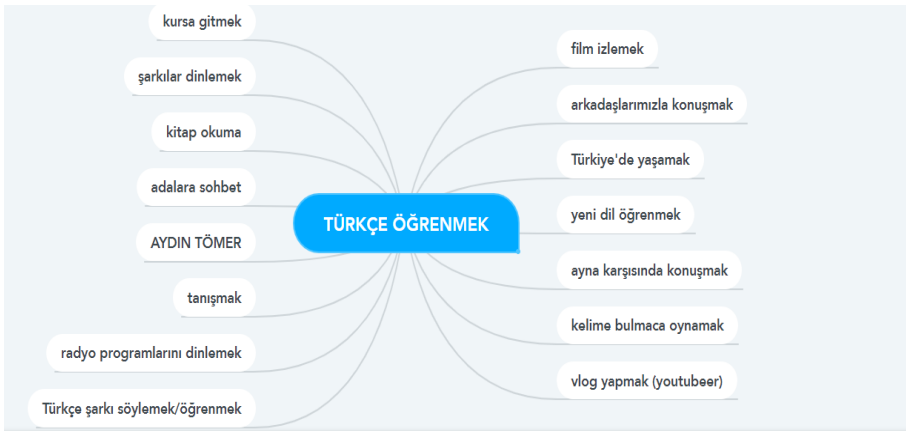 kursa gitmek
şarkılar dinlemek
kitap okuma
adalara sohbet
AYDIN TÖMER
tanışmak
radyo programlarını dinlemek
Türkçe şarkı söylemek/öğrenmek
TÜRKÇE ÖĞRENMEK
film izlemek
arkadaşlarımızla konuşmak
Türkiye'de yaşamak
yeni dil öğrenmek
ayna karşısında konuşmak
kelime bulmaca oynamak
vlog yapmak (youtubeer)